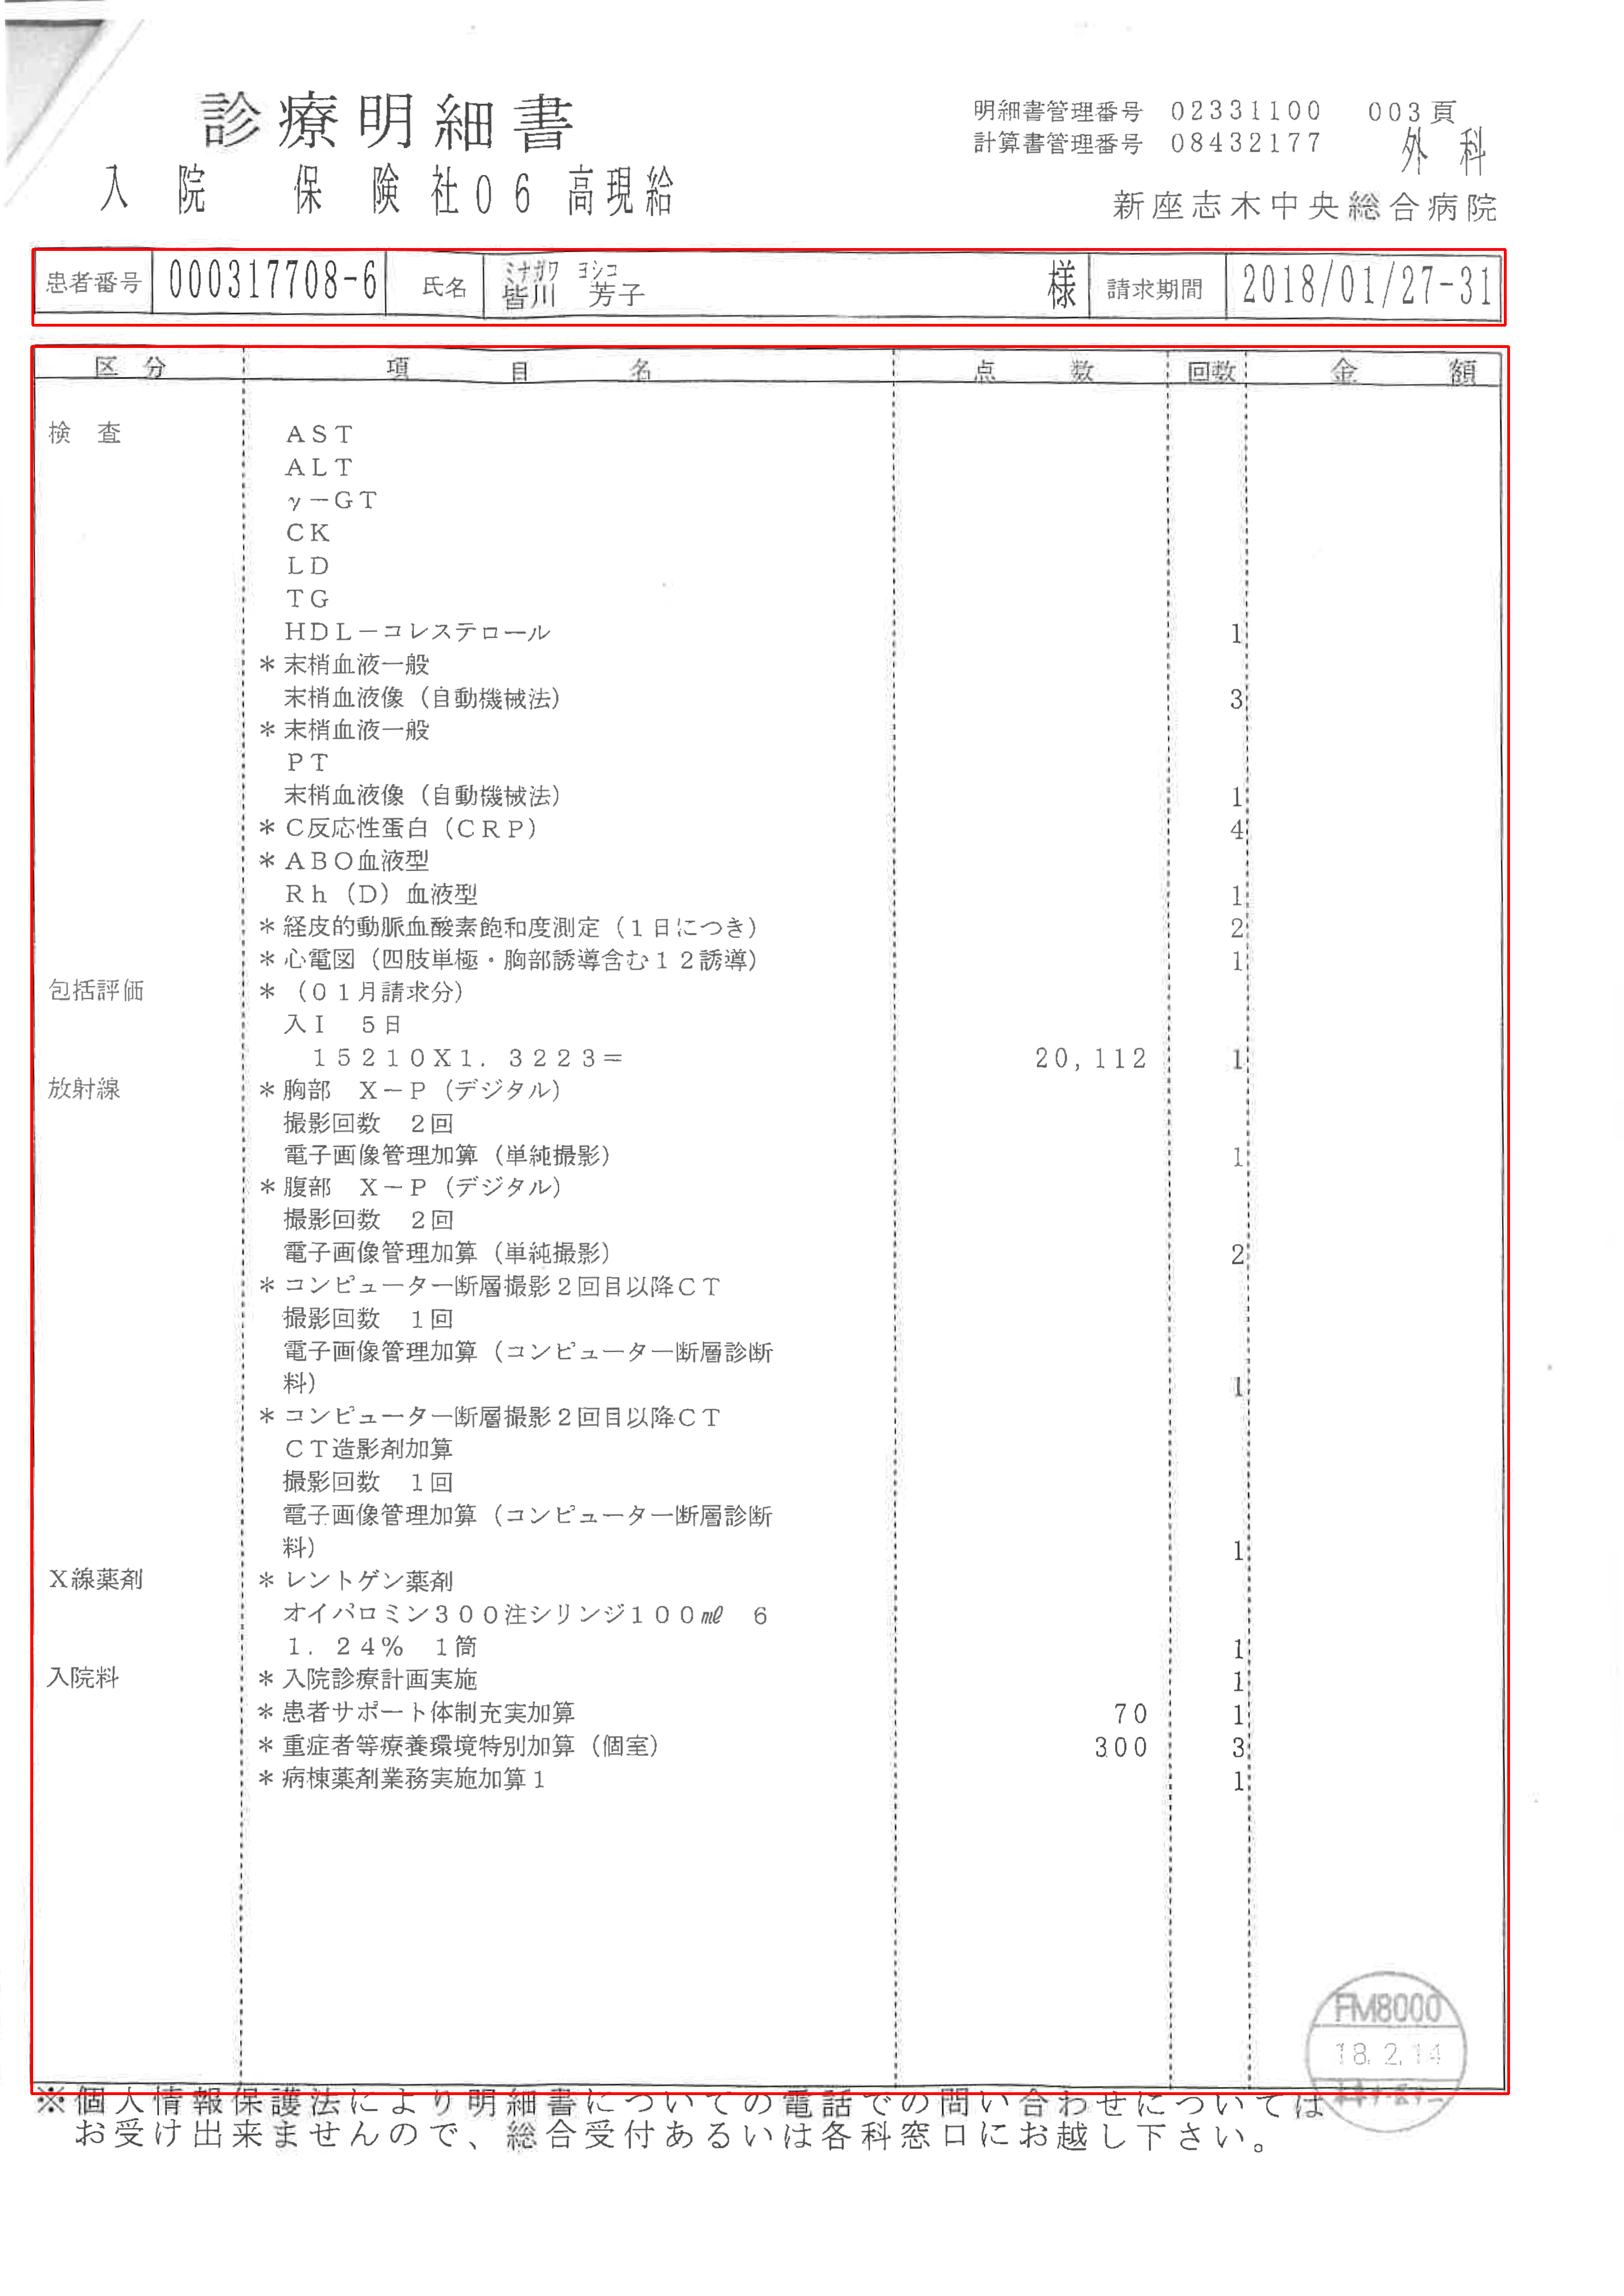 診療明細書
明細書管理番号 02331100 003頁
計算書管理番号 08432177 外科
入院 保険社06 高現給
新座志木中央総合病院
患者番号 000317708-6 氏名 ミナガワ ヨシコ 皆川 芳子 様 請求期間 2018/01/27-31
区分 項目名 点数 回数 金額
検査 AST
ALT
γ-GT
CK
LD
TG
HDL-コレステロール 1
*末梢血液一般
末梢血液像(自動機械法) 3
*末梢血液一般
PT
末梢血液像(自動機械法) 1
*C反応性蛋白(CRP) 4
*ABO血液型
Rh(D)血液型 1
*経皮的動脈血酸素飽和度測定(1日につき) 2
*心電図(四肢単極・胸部誘導含む12誘導) 1
包括評価 *(01月請求分)
入I 5日
15210X1.3223= 20,112 1
放射線 *胸部 X-P(デジタル)
撮影回数 2回
電子画像管理加算(単純撮影) 1
*腹部 X-P(デジタル)
撮影回数 2回
電子画像管理加算(単純撮影) 2
*コンピューター断層撮影2回目以降CT
撮影回数 1回
電子画像管理加算(コンピューター断層診断
料) 1
*コンピューター断層撮影2回目以降CT
CT造影剤加算
撮影回数 1回
電子画像管理加算(コンピューター断層診断
料) 1
X線薬剤 *レントゲン薬剤
オイパロミン300注シリンジ100㎖ 6
1.24% 1筒 1
入院料 *入院診療計画実施 1
*患者サポート体制充実加算 70 1
*重症者等療養環境特別加算(個室) 300 3
*病棟薬剤業務実施加算1 1
FM8000
18.2.14
※個人情報保護法により明細書についての電話での問い合わせについては
お受け出来ませんので、総合受付あるいは各科窓口にお越し下さい。